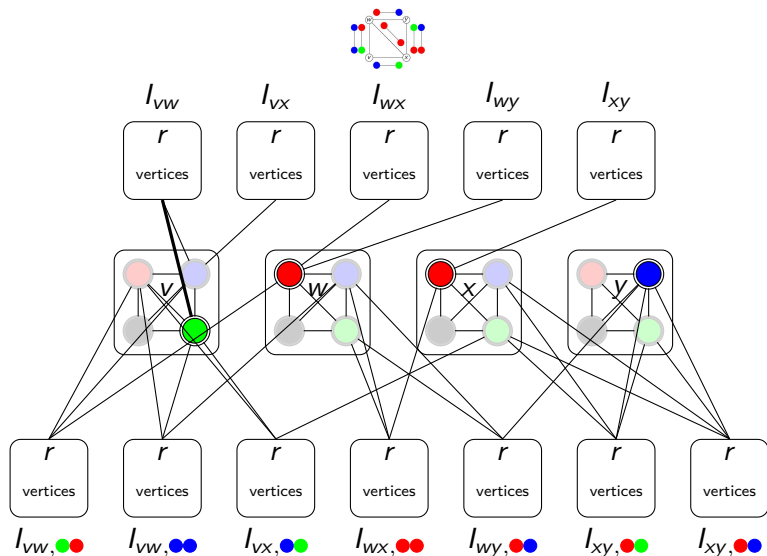 w y
v x
I_vw I_vx I_wx I_wy I_xy
r r r r r
vertices vertices vertices vertices vertices
v w x y
r r r r r r r
vertices vertices vertices vertices vertices vertices vertices
I_vw, I_vw, I_vx, I_wx, I_wy, I_xy, I_xy,